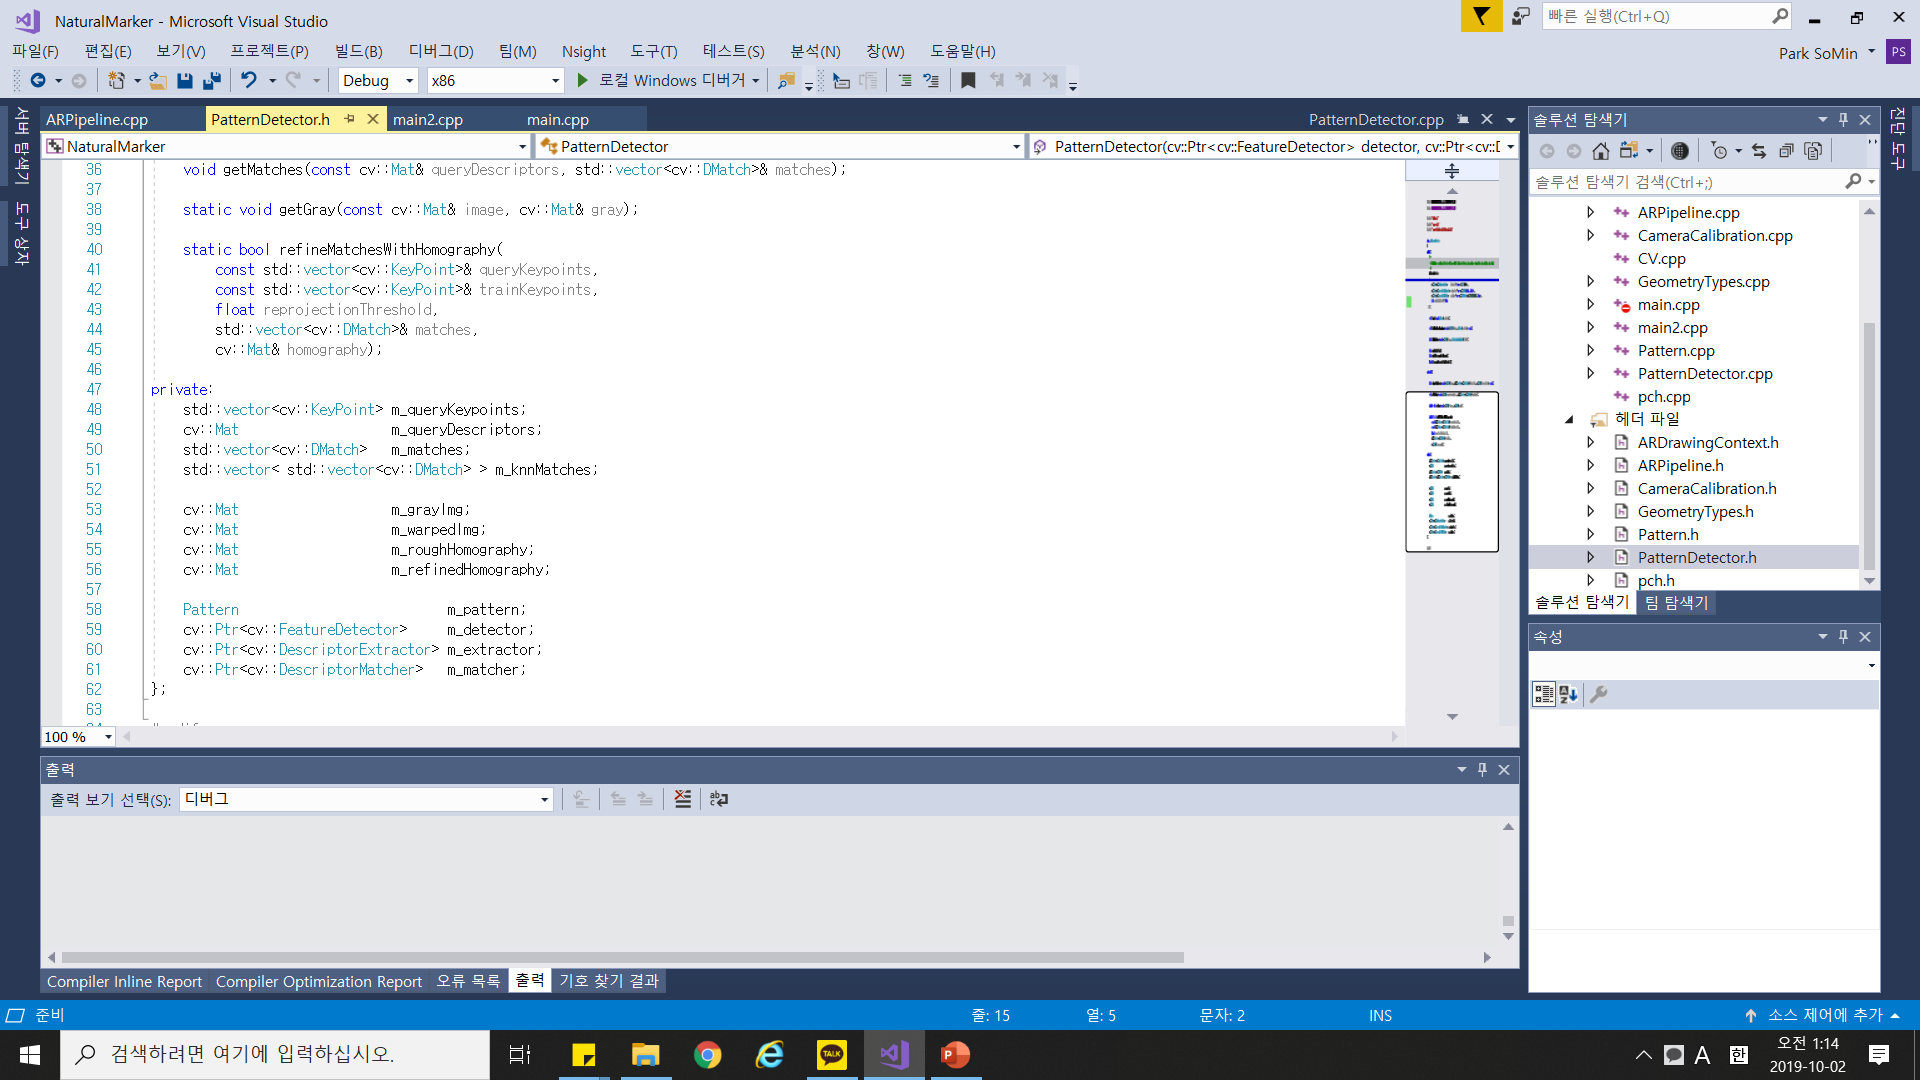 NaturalMarker - Microsoft Visual Studio
빠른 실행(Ctrl+Q)
파일(F) 편집(E) 보기(V) 프로젝트(P) 빌드(B) 디버그(D) 팀(M) Nsight 도구(T) 테스트(S) 분석(N) 창(W) 도움말(H)
Park SoMin PS
Debug x86 로컬 Windows 디버거
서버 탐색기
도구 상자
ARPipeline.cpp PatternDetector.h main2.cpp main.cpp PatternDetector.cpp
NaturalMarker PatternDetector PatternDetector(cv::Ptr<cv::FeatureDetector> detector, cv::Ptr<cv::D
36 void getMatches(const cv::Mat& queryDescriptors, std::vector<cv::DMatch>& matches);
37
38 static void getGray(const cv::Mat& image, cv::Mat& gray);
39
40 static bool refineMatchesWithHomography(
41 const std::vector<cv::KeyPoint>& queryKeypoints,
42 const std::vector<cv::KeyPoint>& trainKeypoints,
43 float reprojectionThreshold,
44 std::vector<cv::DMatch>& matches,
45 cv::Mat& homography);
46
47 private:
48 std::vector<cv::KeyPoint> m_queryKeypoints;
49 cv::Mat m_queryDescriptors;
50 std::vector<cv::DMatch> m_matches;
51 std::vector< std::vector<cv::DMatch> > m_knnMatches;
52
53 cv::Mat m_grayImg;
54 cv::Mat m_warpedImg;
55 cv::Mat m_roughHomography;
56 cv::Mat m_refinedHomography;
57
58 Pattern m_pattern;
59 cv::Ptr<cv::FeatureDetector> m_detector;
60 cv::Ptr<cv::DescriptorExtractor> m_extractor;
61 cv::Ptr<cv::DescriptorMatcher> m_matcher;
62 };
63
100 %
출력
출력 보기 선택(S): 디버그
Compiler Inline Report Compiler Optimization Report 오류 목록 출력 기호 찾기 결과
솔루션 탐색기
솔루션 탐색기 검색(Ctrl+;)
ARPipeline.cpp
CameraCalibration.cpp
CV.cpp
GeometryTypes.cpp
main.cpp
main2.cpp
Pattern.cpp
PatternDetector.cpp
pch.cpp
헤더 파일
ARDrawingContext.h
ARPipeline.h
CameraCalibration.h
GeometryTypes.h
Pattern.h
PatternDetector.h
pch.h
솔루션 탐색기 팀 탐색기
속성
진단 도구
준비 줄: 15 열: 5 문자: 2 INS 소스 제어에 추가
검색하려면 여기에 입력하십시오.
TALK
A 한
오전 1:14
2019-10-02